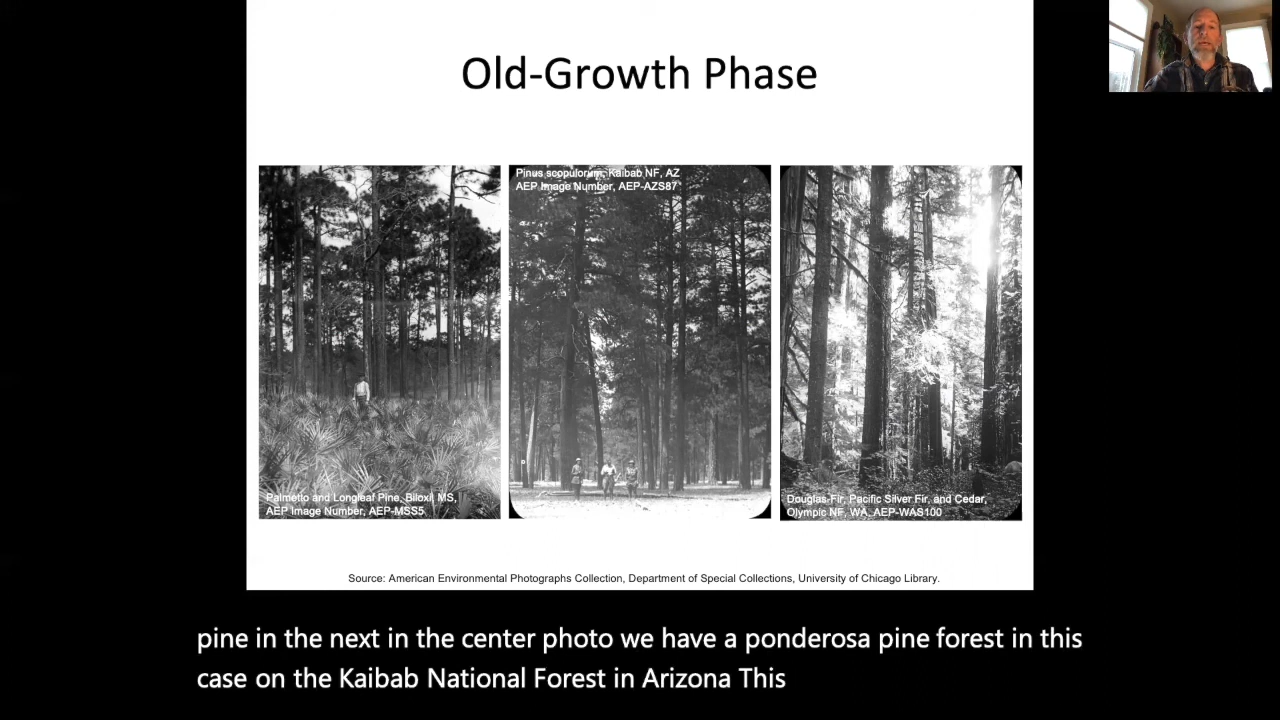 Old-Growth Phase
Pinus scopulorum, Kaibab NF, AZ
AEP Image Number, AEP-AZS87
Palmetto and Longleaf Pine, Biloxi, MS,
AEP Image Number, AEP-MSS5
Douglas-Fir, Pacific Silver Fir, and Cedar,
Olympic NF, WA, AEP-WAS100
Source: American Environmental Photographs Collection, Department of Special Collections, University of Chicago Library.
pine in the next in the center photo we have a ponderosa pine forest in this
case on the Kaibab National Forest in Arizona This